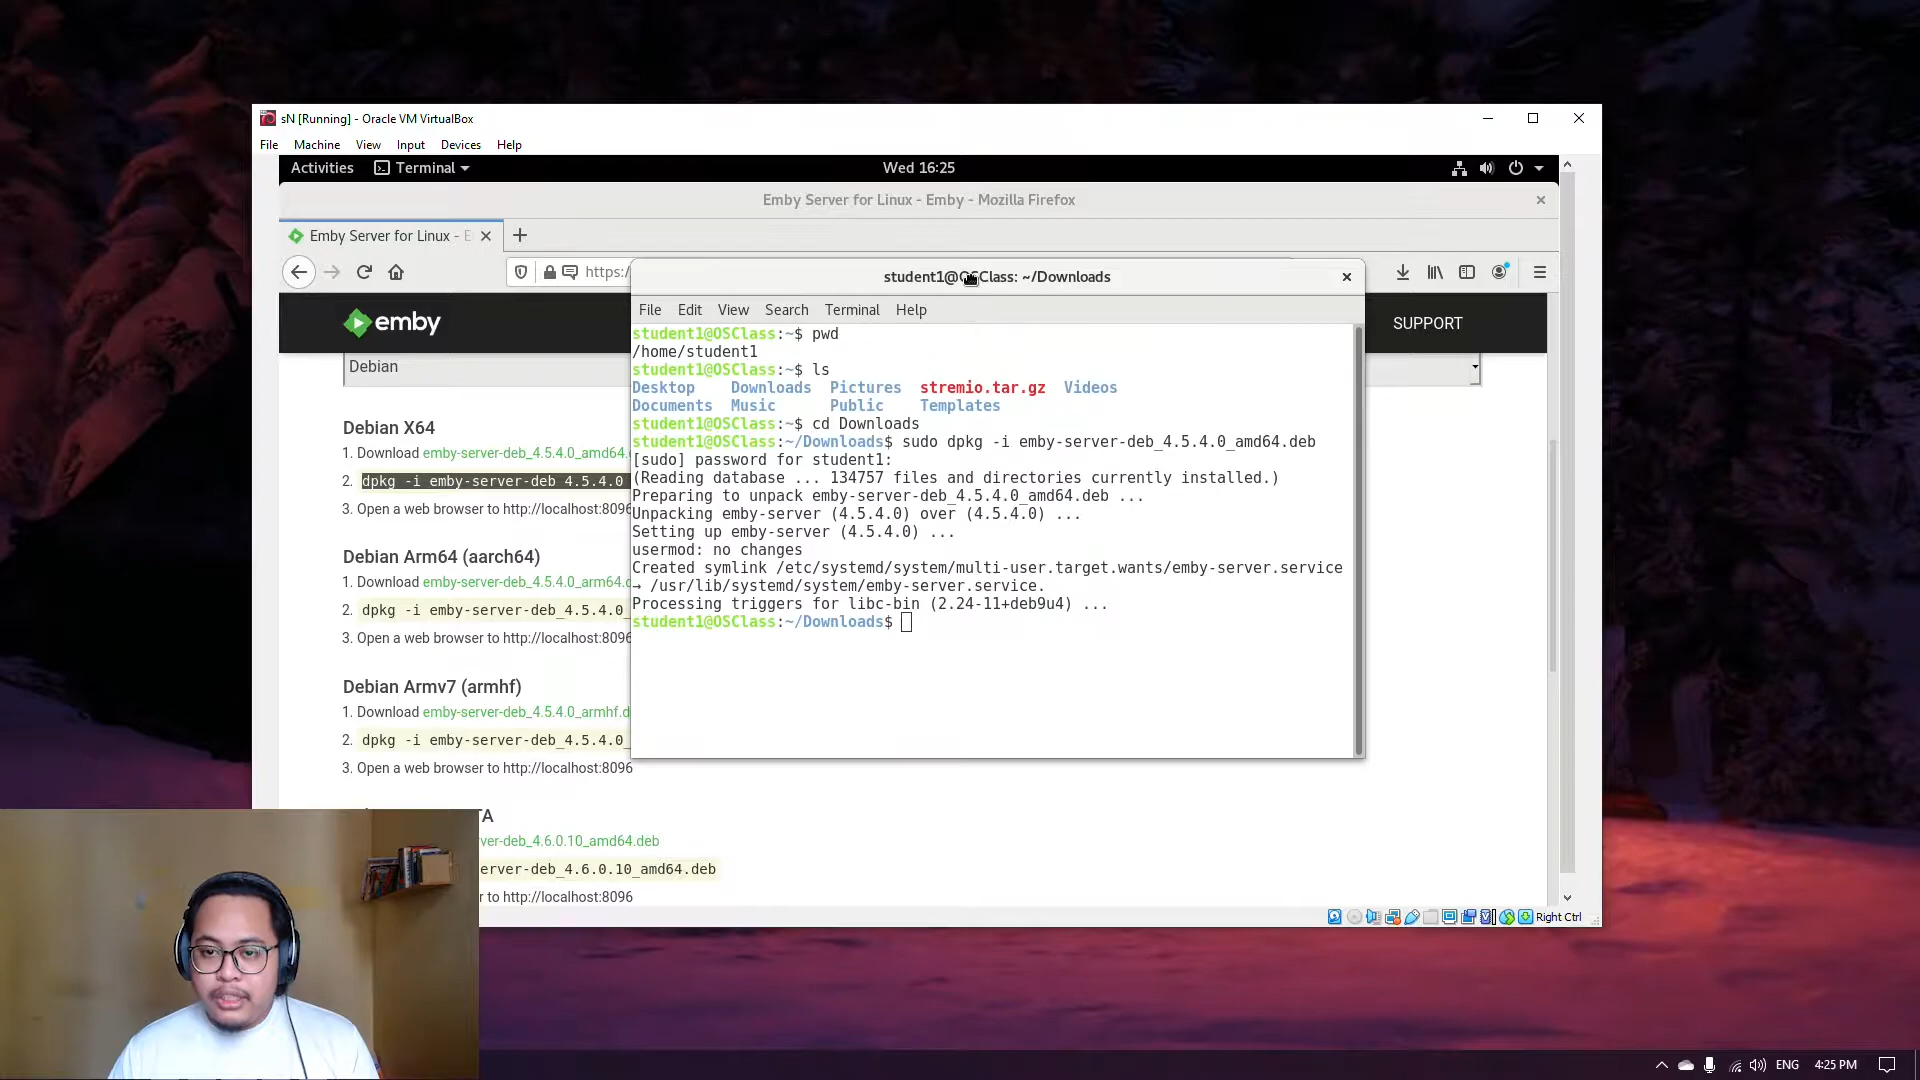 sN [Running] - Oracle VM VirtualBox
File Machine View Input Devices Help
Activities Terminal Wed 16:25
Emby Server for Linux - Emby - Mozilla Firefox
Emby Server for Linux - E
https:/
emby
SUPPORT
Debian
Debian X64
1. Download emby-server-deb_4.5.4.0_amd64.
2. dpkg -i emby-server-deb_4.5.4.0_
3. Open a web browser to http://localhost:8096
Debian Arm64 (aarch64)
1. Download emby-server-deb_4.5.4.0_arm64.d
2. dpkg -i emby-server-deb_4.5.4.0_
3. Open a web browser to http://localhost:8096
Debian Armv7 (armhf)
1. Download emby-server-deb_4.5.4.0_armhf.d
2. dpkg -i emby-server-deb_4.5.4.0_
3. Open a web browser to http://localhost:8096
TA
ver-deb_4.6.0.10_amd64.deb
erver-deb_4.6.0.10_amd64.deb
r to http://localhost:8096
student1@OSClass: ~/Downloads
File Edit View Search Terminal Help
student1@OSClass:~$ pwd
/home/student1
student1@OSClass:~$ ls
Desktop Downloads Pictures stremio.tar.gz Videos
Documents Music Public Templates
student1@OSClass:~$ cd Downloads
student1@OSClass:~/Downloads$ sudo dpkg -i emby-server-deb_4.5.4.0_amd64.deb
[sudo] password for student1:
(Reading database ... 134757 files and directories currently installed.)
Preparing to unpack emby-server-deb_4.5.4.0_amd64.deb ...
Unpacking emby-server (4.5.4.0) over (4.5.4.0) ...
Setting up emby-server (4.5.4.0) ...
usermod: no changes
Created symlink /etc/systemd/system/multi-user.target.wants/emby-server.service
→ /usr/lib/systemd/system/emby-server.service.
Processing triggers for libc-bin (2.24-11+deb9u4) ...
student1@OSClass:~/Downloads$
Right Ctrl
ENG 4:25 PM